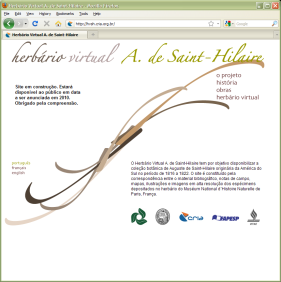 Herbário Virtual A. de Saint-Hilaire
herbário virtual A. de Saint-Hilaire
o projeto
história
obras
herbário virtual
Site em construção. Estará
disponível ao público em data
a ser anunciada em 2010.
Obrigado pela compreensão.
português
français
english
O Herbário Virtual A. de Saint-Hilaire tem por objetivo disponibilizar a
coleção botânica de Auguste de Saint-Hilaire originária da América do
Sul no período de 1816 a 1822. O site é constituído pela
correspondência entre o material bibliográfico, notas de campo,
mapas, ilustrações e imagens em alta resolução dos espécimes
depositados no herbário do Muséum National d'Histoire Naturelle de
Paris, França.
cria
FAPESP